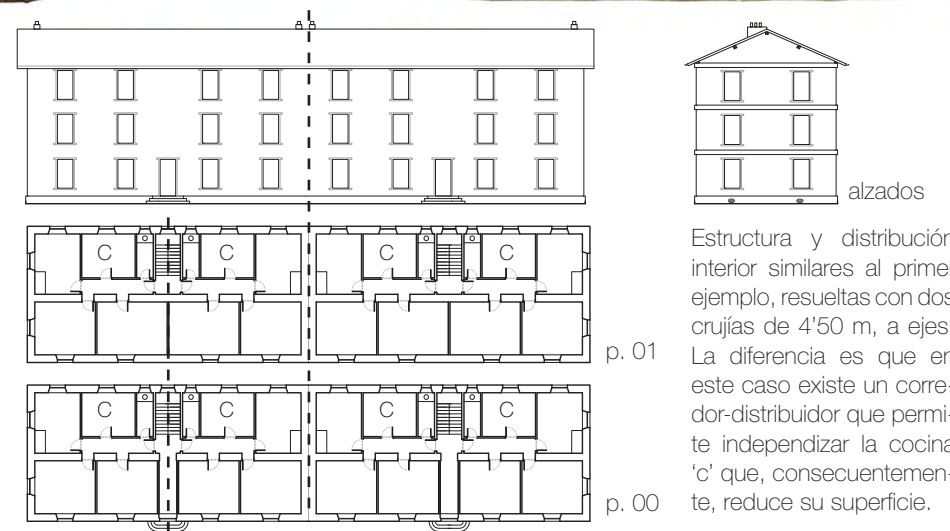 alzados
Estructura y distribución
interior similares al primer
ejemplo, resueltas con dos
crujías de 4'50 m, a ejes.
La diferencia es que en
este caso existe un corre-
dor-distribuidor que permi-
te independizar la cocina
'c' que, consecuentemen-
te, reduce su superficie.
C C C C
p. 01
C C C C
p. 00